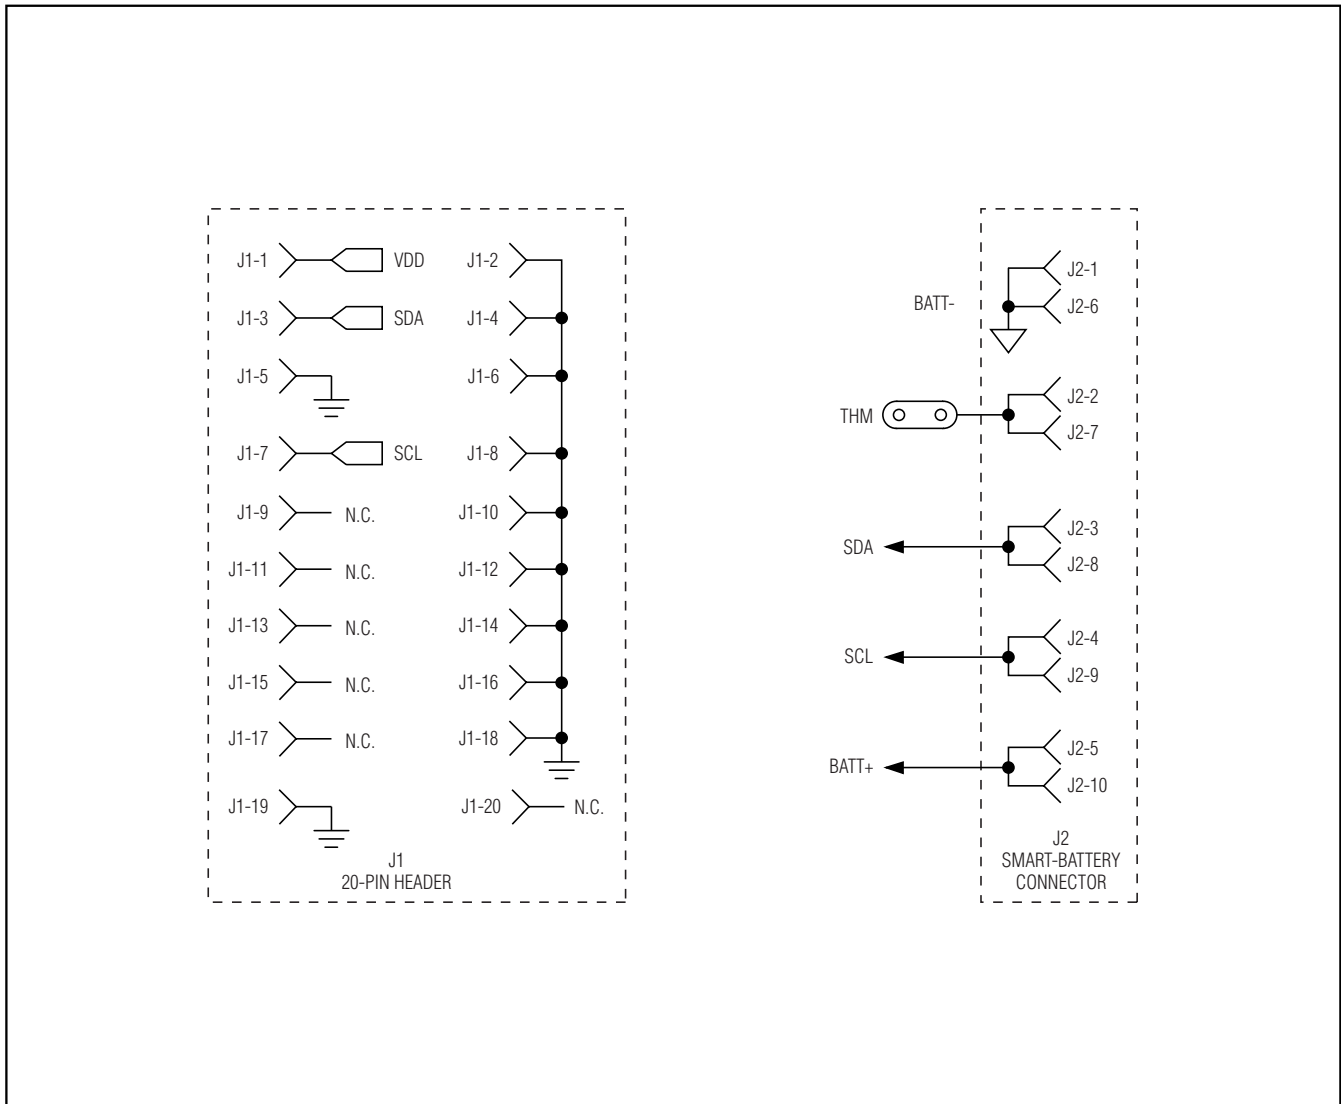 J1-1 VDD J1-2
J1-3 SDA J1-4
J1-5 J1-6
J1-7 SCL J1-8
J1-9 N.C. J1-10
J1-11 N.C. J1-12
J1-13 N.C. J1-14
J1-15 N.C. J1-16
J1-17 N.C. J1-18
J1-19 J1-20 N.C.
J1
20-PIN HEADER
J2-1
BATT-
J2-6
J2-2
THM
J2-7
J2-3
SDA
J2-8
J2-4
SCL
J2-9
J2-5
BATT+
J2-10
J2
SMART-BATTERY
CONNECTOR